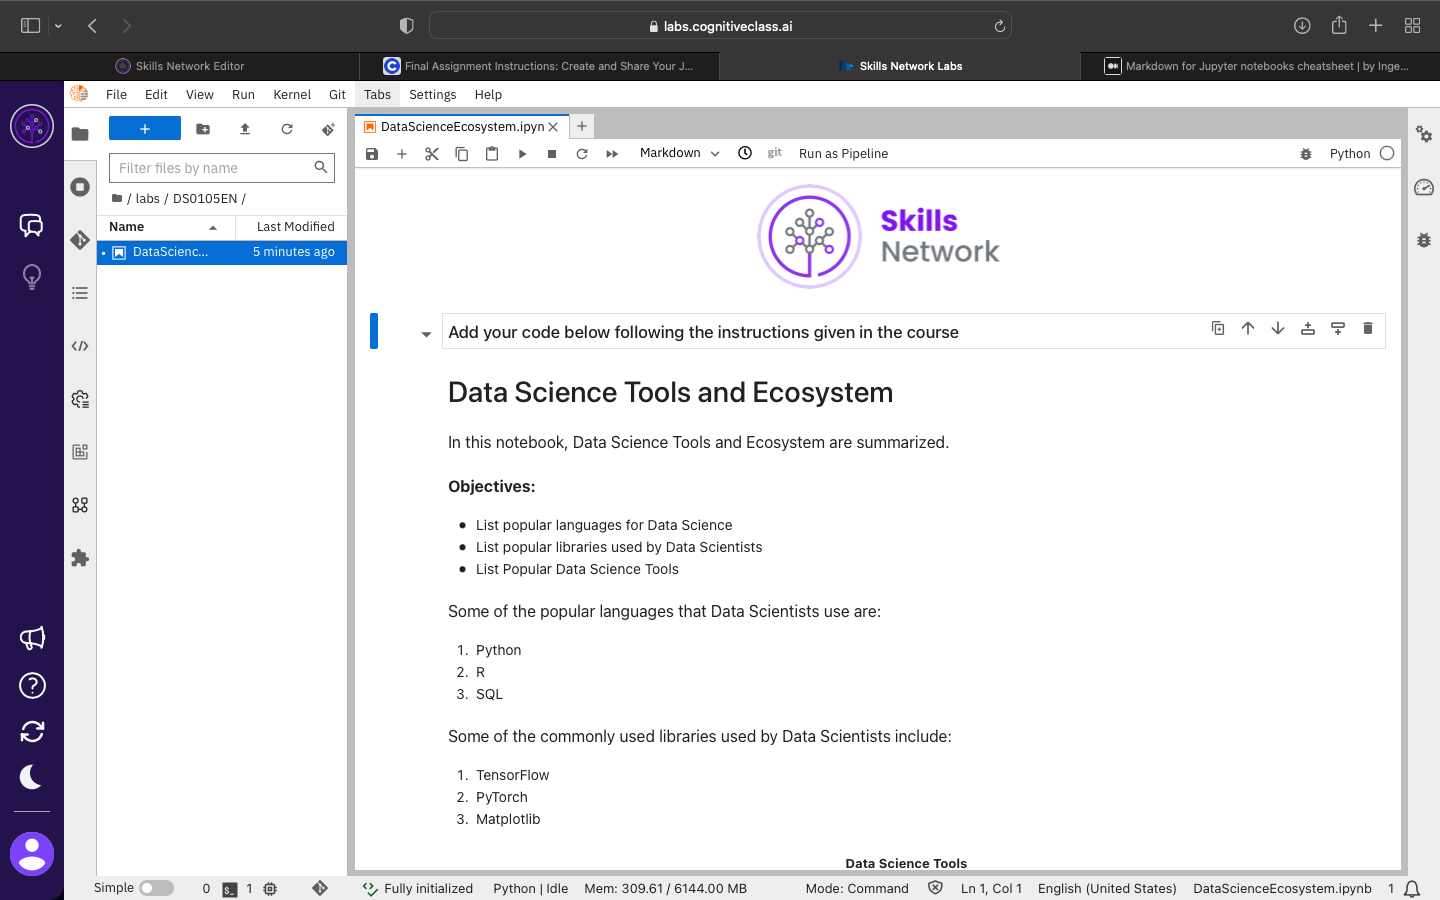 labs.cognitiveclass.ai
Skills Network Editor
Final Assignment Instructions: Create and Share Your J...
Skills Network Labs
Markdown for Jupyter notebooks cheatsheet | by Inge...
File Edit View Run Kernel Git Tabs Settings Help
DataScienceEcosystem.ipyn
Filter files by name
Markdown
git
Run as Pipeline
Python
/ labs / DS0105EN /
Name
Last Modified
DataScienc...
5 minutes ago
Skills
Network
Add your code below following the instructions given in the course
Data Science Tools and Ecosystem
In this notebook, Data Science Tools and Ecosystem are summarized.
Objectives:
• List popular languages for Data Science
• List popular libraries used by Data Scientists
• List Popular Data Science Tools
Some of the popular languages that Data Scientists use are:
1. Python
2. R
3. SQL
Some of the commonly used libraries used by Data Scientists include:
1. TensorFlow
2. PyTorch
3. Matplotlib
Data Science Tools
Simple
0
1
Fully initialized
Python | Idle
Mem: 309.61 / 6144.00 MB
Mode: Command
Ln 1, Col 1
English (United States)
DataScienceEcosystem.ipynb
1